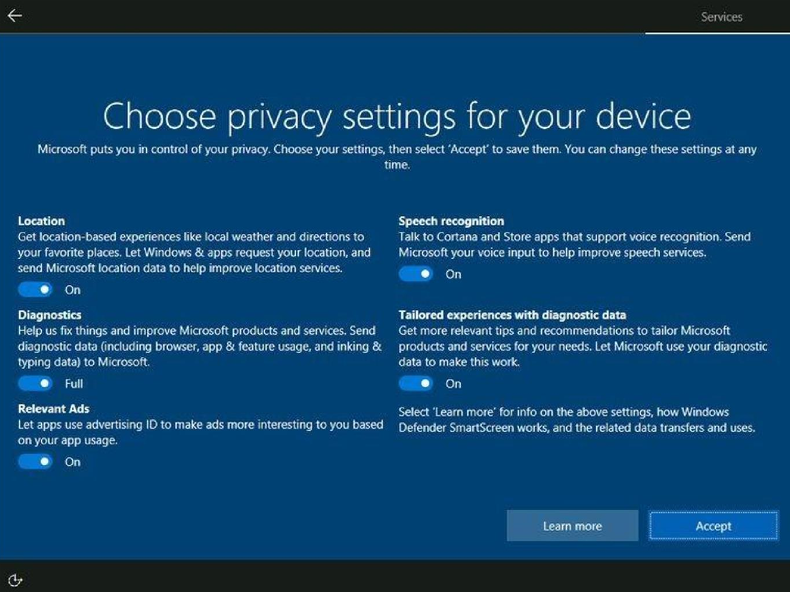 Services
Choose privacy settings for your device
Microsoft puts you in control of your privacy. Choose your settings, then select 'Accept' to save them. You can change these settings at any
time.
Location
Get location-based experiences like local weather and directions to
your favorite places. Let Windows & apps request your location, and
send Microsoft location data to help improve location services.
On
Diagnostics
Help us fix things and improve Microsoft products and services. Send
diagnostic data (including browser, app & feature usage, and inking &
typing data) to Microsoft.
Full
Relevant Ads
Let apps use advertising ID to make ads more interesting to you based
on your app usage.
On
Speech recognition
Talk to Cortana and Store apps that support voice recognition. Send
Microsoft your voice input to help improve speech services.
On
Tailored experiences with diagnostic data
Get more relevant tips and recommendations to tailor Microsoft
products and services for your needs. Let Microsoft use your diagnostic
data to make this work.
On
Select 'Learn more' for info on the above settings, how Windows
Defender SmartScreen works, and the related data transfers and uses.
Learn more
Accept